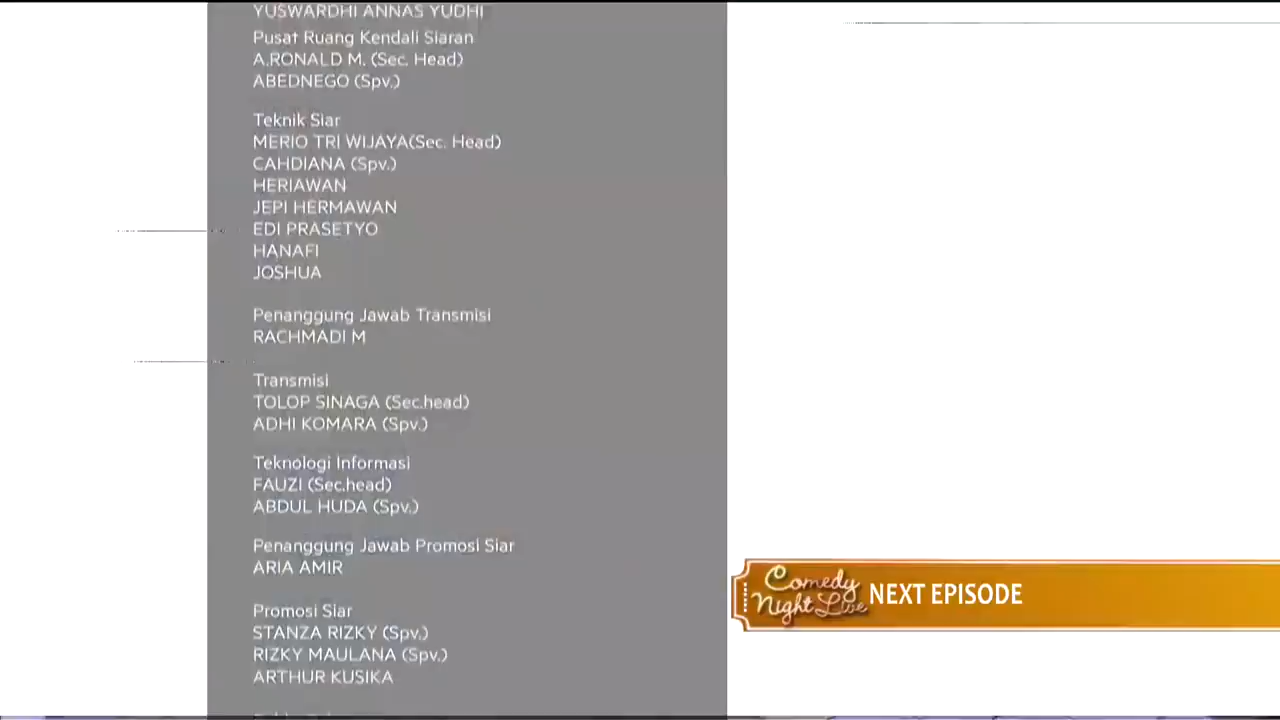 YUSWARDHI ANNAS YUDHI
Pusat Ruang Kendali Siaran
A.RONALD M. (Sec. Head)
ABEDNEGO (Spv.)
Teknik Siar
MERIO TRI WIJAYA(Sec. Head)
CAHDIANA (Spv.)
HERIAWAN
JEPI HERMAWAN
EDI PRASETYO
HANAFI
JOSHUA
Penanggung Jawab Transmisi
RACHMADI M
Transmisi
TOLOP SINAGA (Sec.head)
ADHI KOMARA (Spv.)
Teknologi Informasi
FAUZI (Sec.head)
ABDUL HUDA (Spv.)
Penanggung Jawab Promosi Siar
ARIA AMIR
Promosi Siar
STANZA RIZKY (Spv.)
RIZKY MAULANA (Spv.)
ARTHUR KUSIKA
Comedy
Night Live
NEXT EPISODE